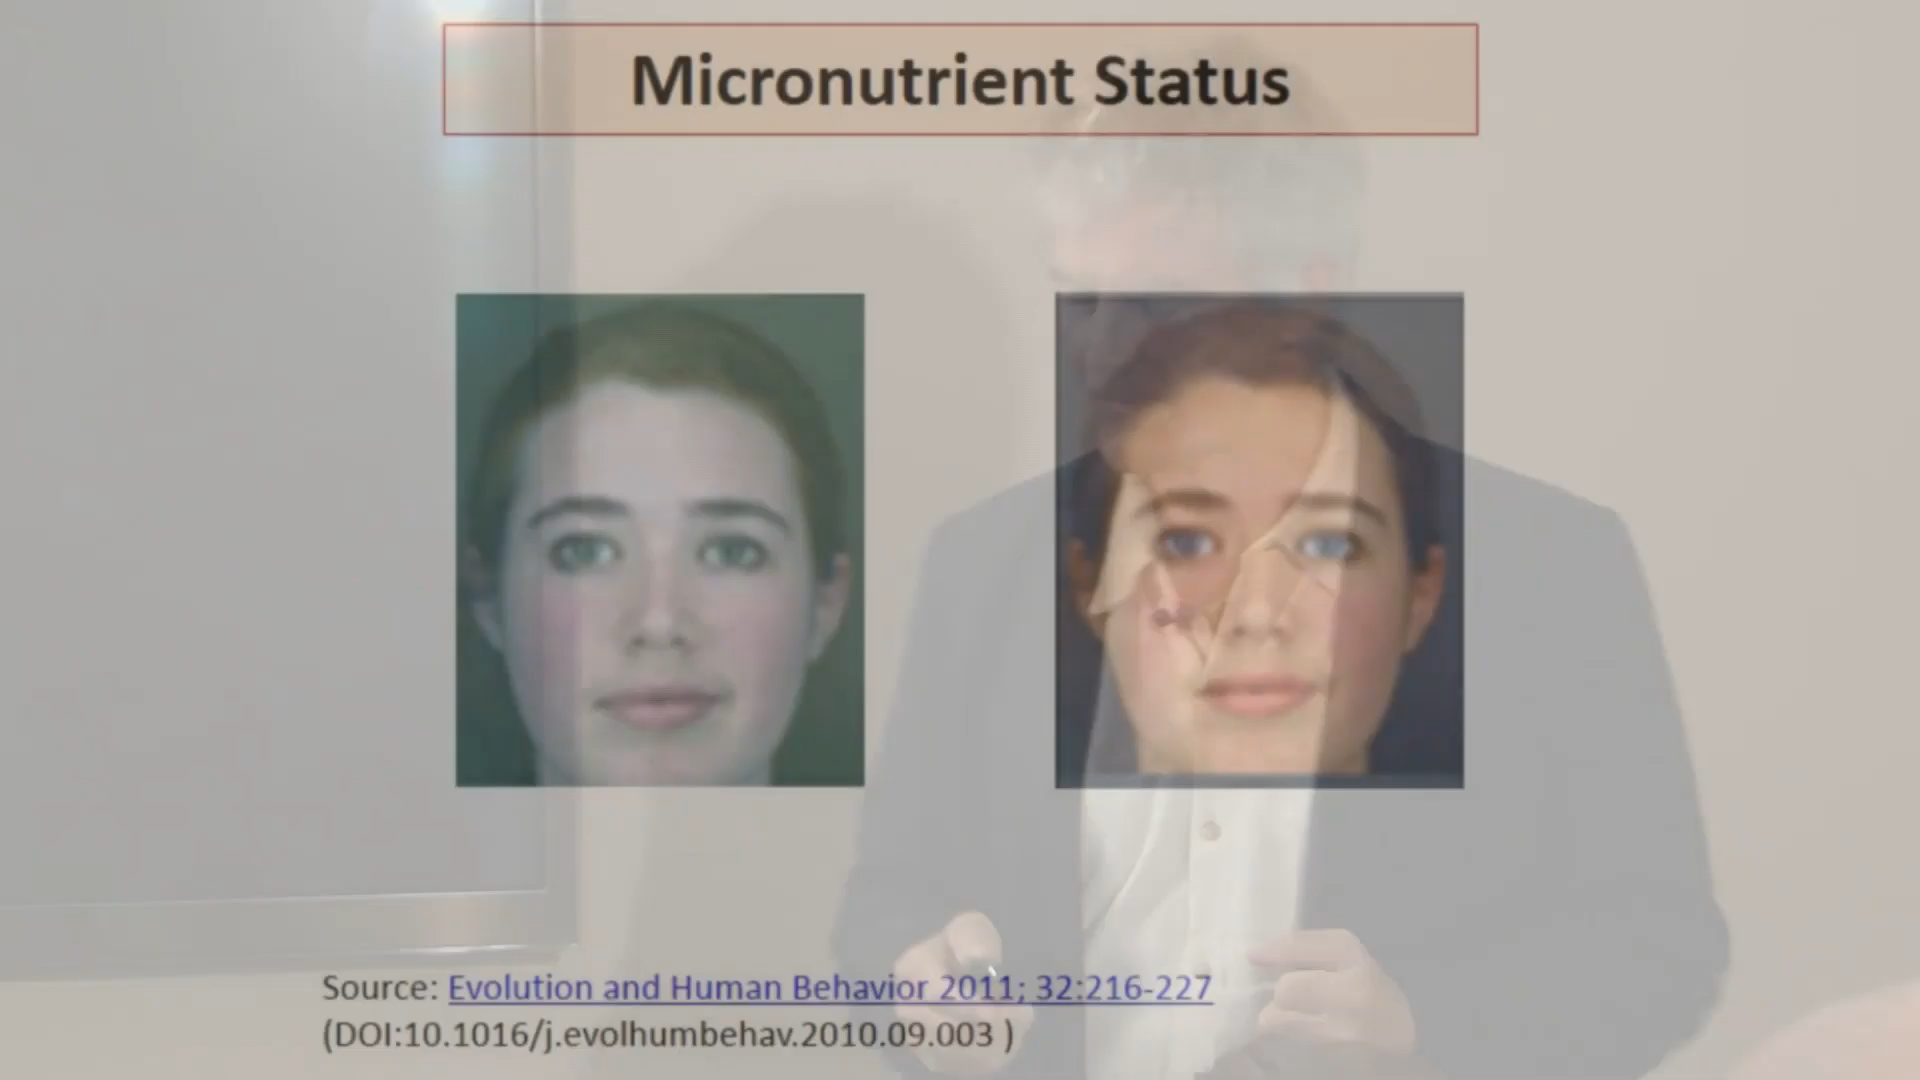 Micronutrient Status
Source: Evolution and Human Behavior 2011; 32:216-227
(DOI:10.1016/j.evolhumbehav.2010.09.003 )